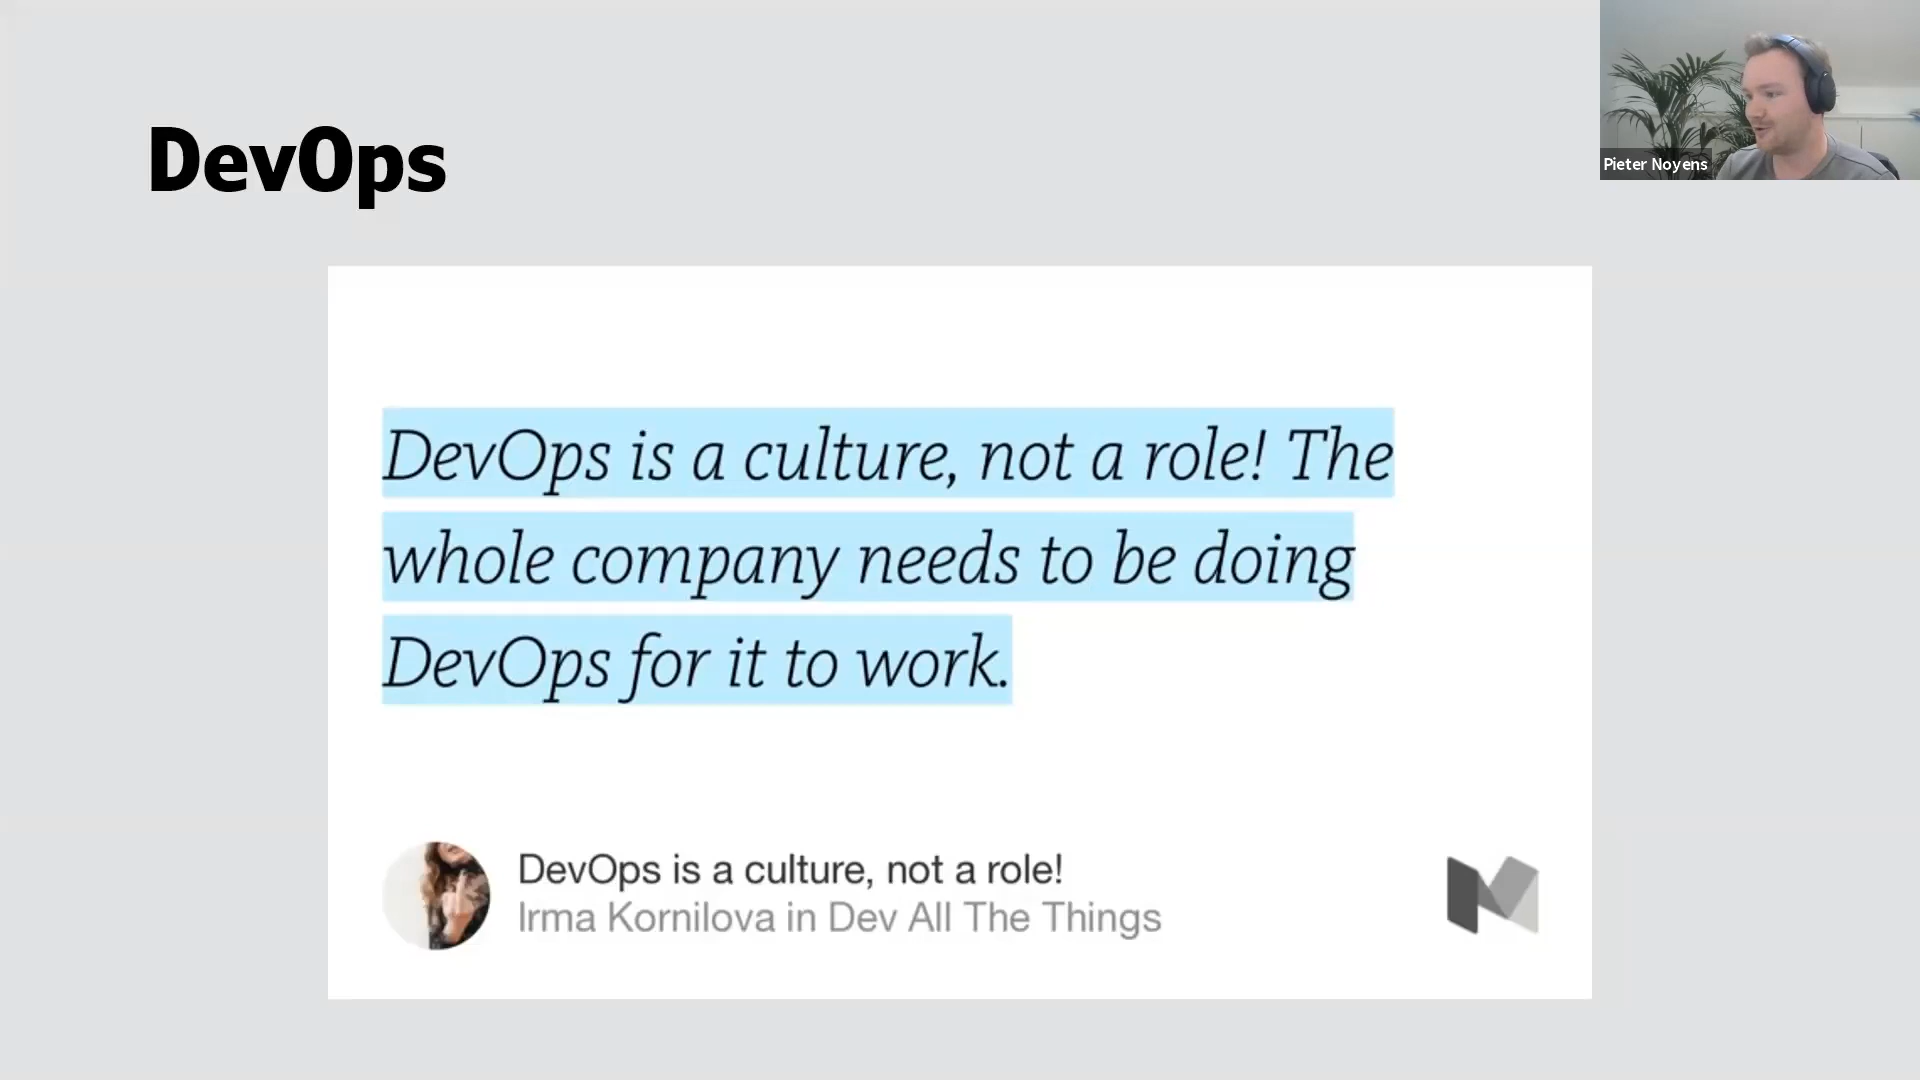 DevOps
Pieter Noyens
DevOps is a culture, not a role! The
whole company needs to be doing
DevOps for it to work.
DevOps is a culture, not a role!
Irma Kornilova in Dev All The Things